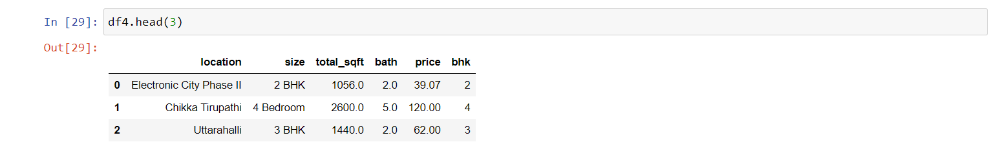 In [29]: df4.head(3)
Out[29]:
location size total_sqft bath price bhk
0 Electronic City Phase II 2 BHK 1056.0 2.0 39.07 2
1 Chikka Tirupathi 4 Bedroom 2600.0 5.0 120.00 4
2 Uttarahalli 3 BHK 1440.0 2.0 62.00 3